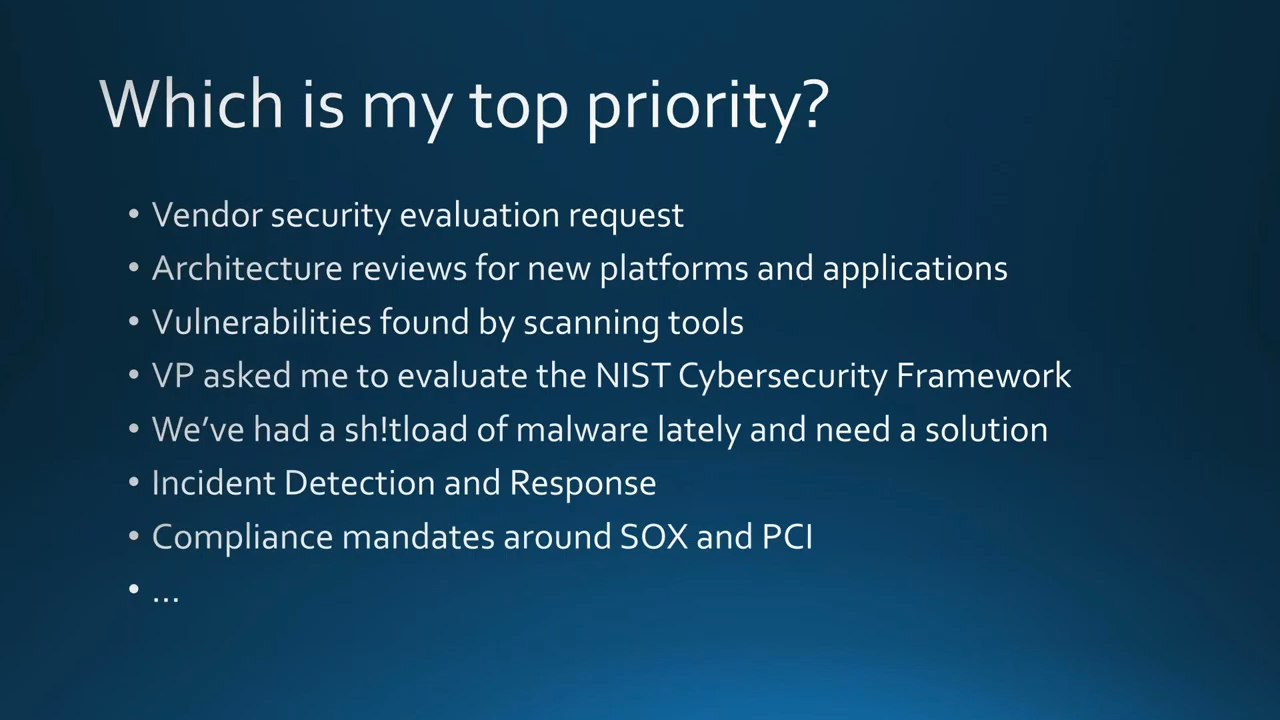 Which is my top priority?
• Vendor security evaluation request
• Architecture reviews for new platforms and applications
• Vulnerabilities found by scanning tools
• VP asked me to evaluate the NIST Cybersecurity Framework
• We’ve had a sh!tload of malware lately and need a solution
• Incident Detection and Response
• Compliance mandates around SOX and PCI
• ...